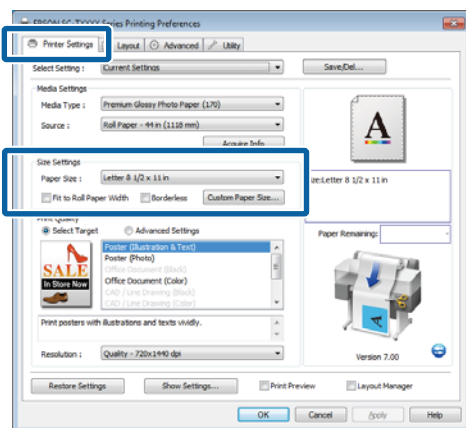 EPSON SC-TXXXX Series Printing Preferences
Printer Settings Layout Advanced Utility
Select Setting : Current Settings Save/Del...
Media Settings
Media Type : Premium Glossy Photo Paper (170)
Source : Roll Paper - 44 in (1118 mm)
Acquire Info
A
Size Settings
Paper Size : Letter 8 1/2 x 11 in
ize:Letter 8 1/2 x 11 in
Fit to Roll Paper Width Borderless Custom Paper Size...
Print Quality
Select Target Advanced Settings
Paper Remaining:
SALE
In Store Now
Poster (Illustration & Text)
Poster (Photo)
Office Document (Black)
Office Document (Color)
CAD / Line Drawing (Black)
CAD / Line Drawing (Color)
Print posters with illustrations and texts vividly.
Resolution : Quality - 720x1440 dpi
Version 7.00
Restore Settings Show Settings... Print Preview Layout Manager
OK Cancel Apply Help